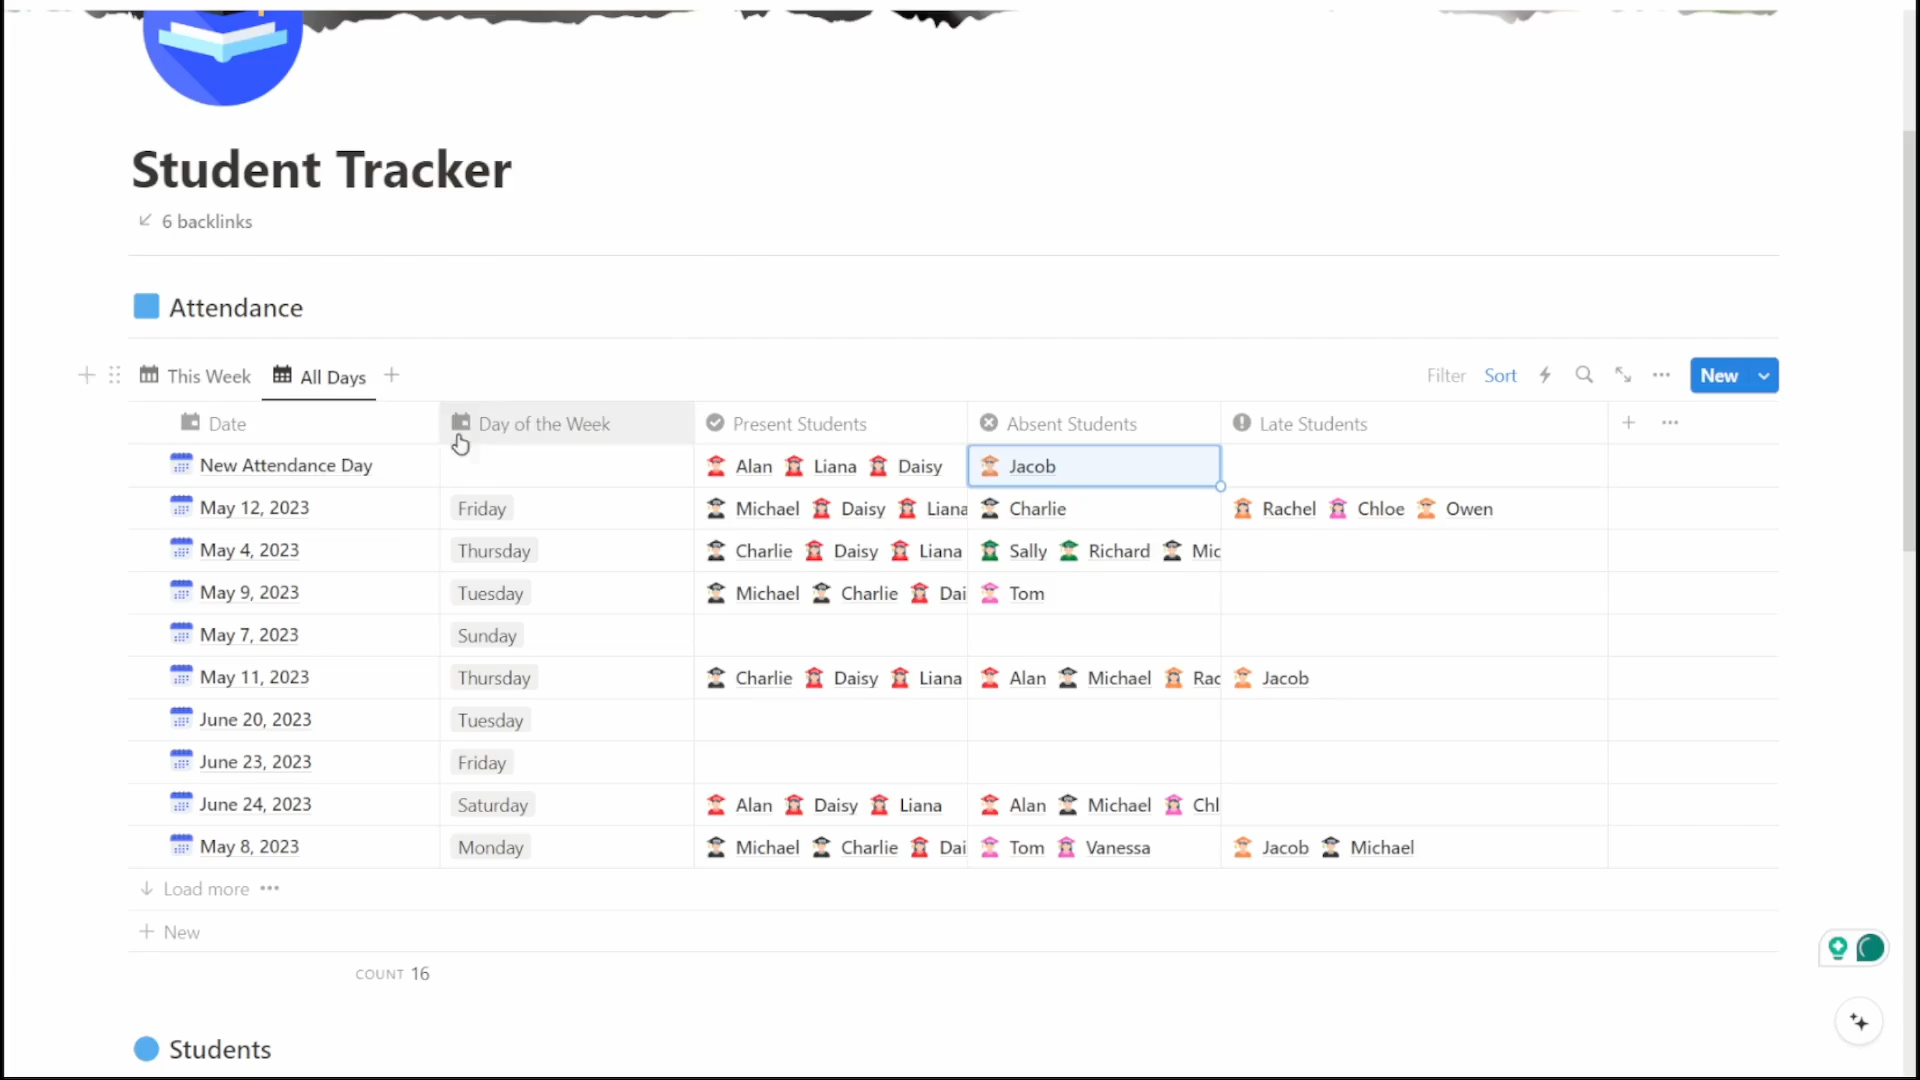 Student Tracker
6 backlinks
Attendance
This Week All Days
Filter Sort New
Date Day of the Week Present Students Absent Students Late Students
New Attendance Day Alan Liana Daisy Jacob
May 12, 2023 Friday Michael Daisy Liana Charlie Rachel Chloe Owen
May 4, 2023 Thursday Charlie Daisy Liana Sally Richard Mic
May 9, 2023 Tuesday Michael Charlie Dai Tom
May 7, 2023 Sunday
May 11, 2023 Thursday Charlie Daisy Liana Alan Michael Rac Jacob
June 20, 2023 Tuesday
June 23, 2023 Friday
June 24, 2023 Saturday Alan Daisy Liana Alan Michael Chl
May 8, 2023 Monday Michael Charlie Dai Tom Vanessa Jacob Michael
Load more
New
COUNT 16
Students